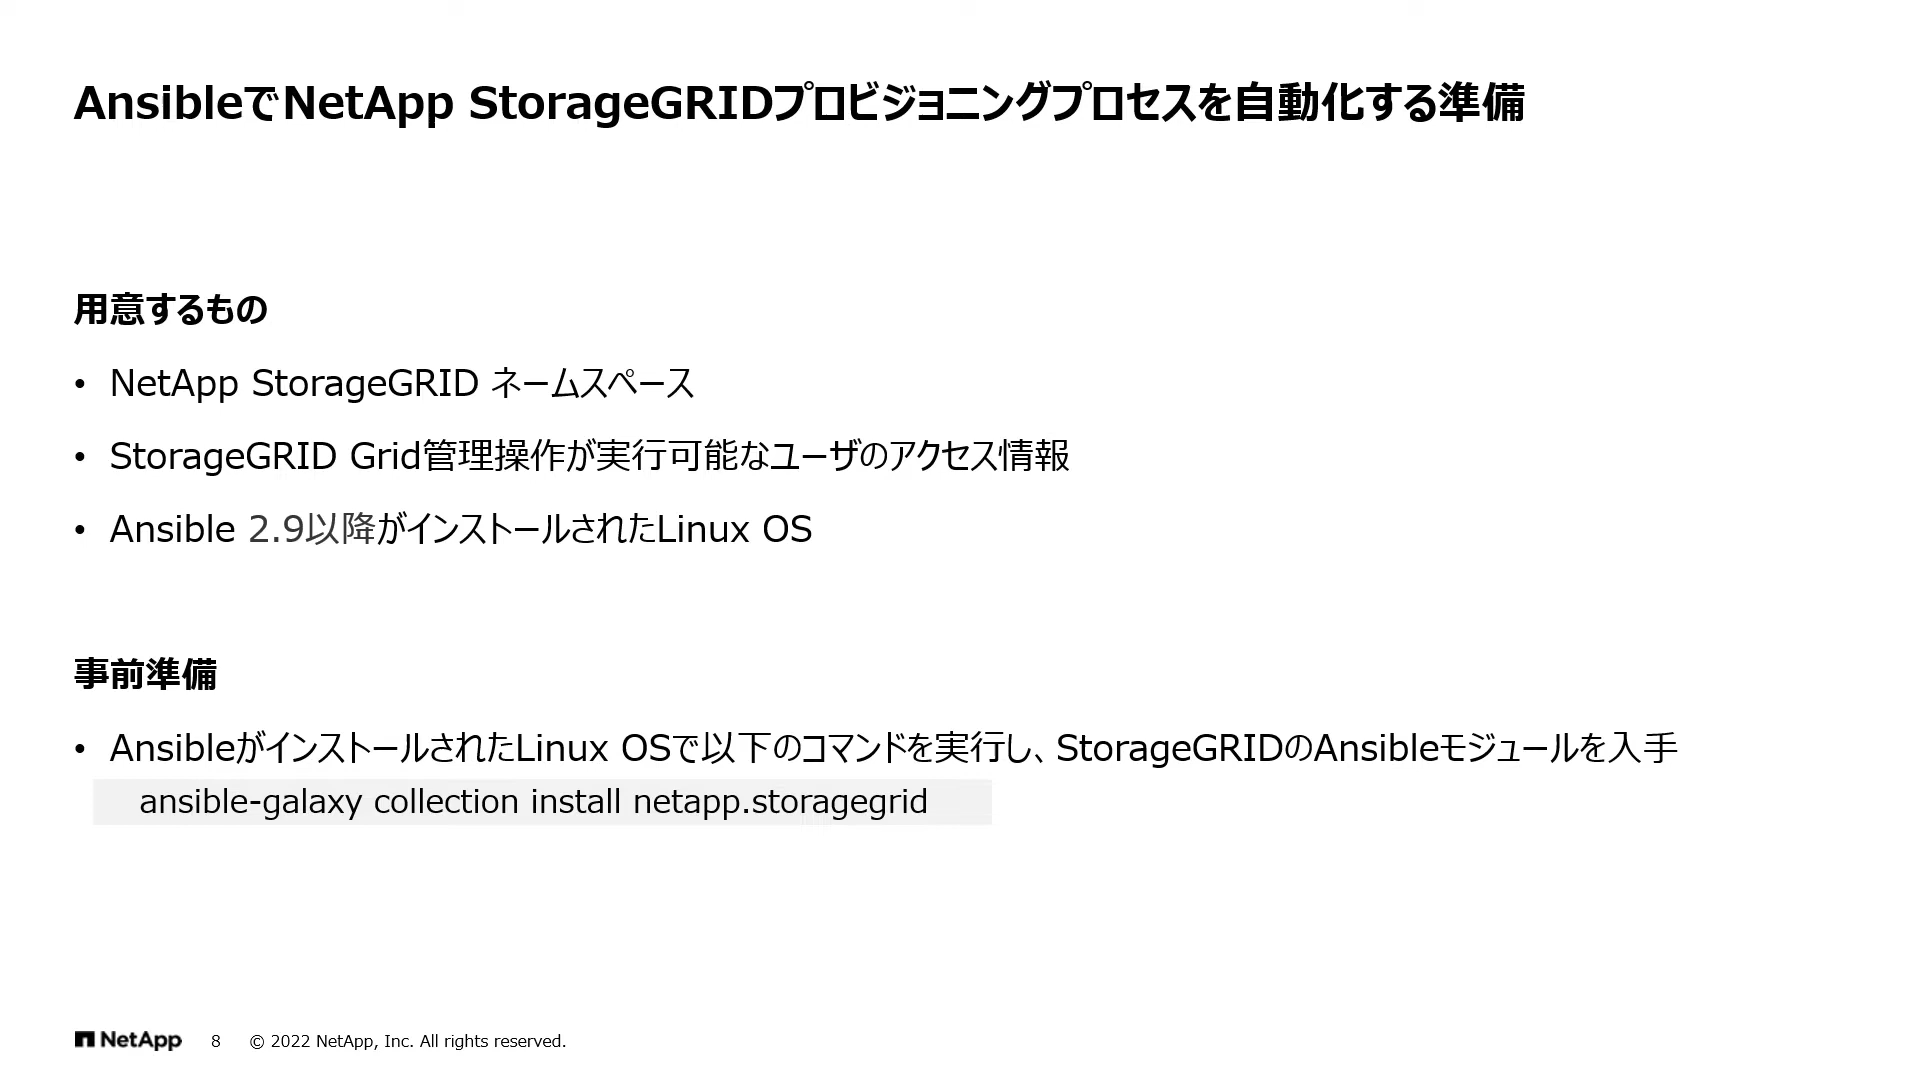 AnsibleでNetApp StorageGRIDプロビジョニングプロセスを自動化する準備
用意するもの
• NetApp StorageGRID ネームスペース
• StorageGRID Grid管理操作が実行可能なユーザのアクセス情報
• Ansible 2.9以降がインストールされたLinux OS
事前準備
• AnsibleがインストールされたLinux OSで以下のコマンドを実行し、StorageGRIDのAnsibleモジュールを入手
ansible-galaxy collection install netapp.storagegrid
NetApp 8 © 2022 NetApp, Inc. All rights reserved.